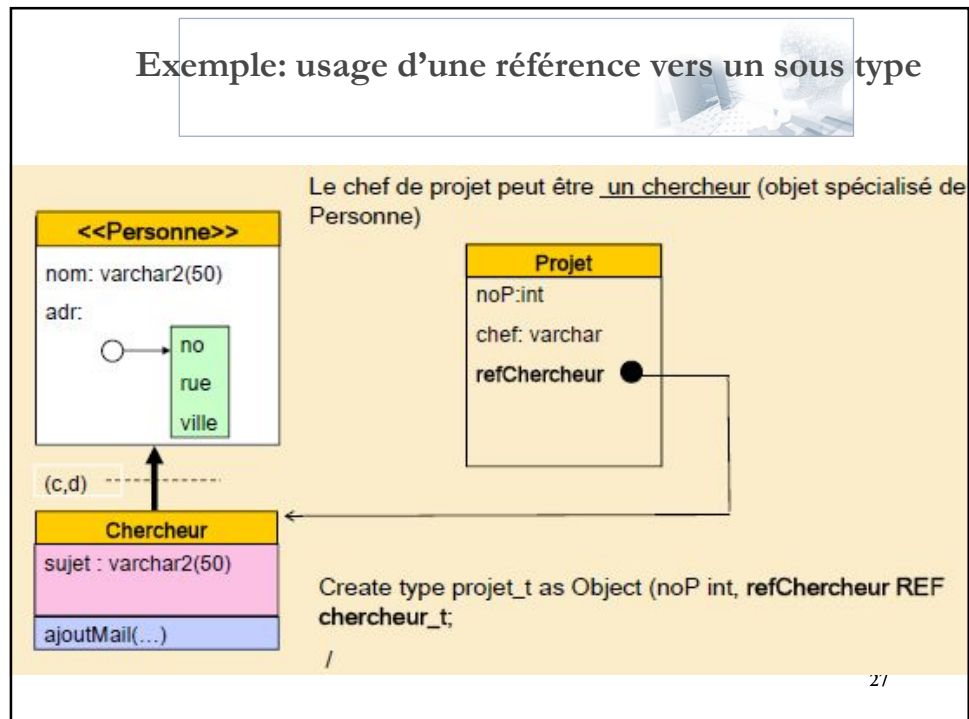 Exemple: usage d’une référence vers un sous type
Le chef de projet peut être un chercheur (objet spécialisé de
Personne)
<<Personne>>
nom: varchar2(50)
adr:
no
rue
ville
(c,d)
Chercheur
sujet : varchar2(50)
ajoutMail(…)
Projet
noP:int
chef: varchar
refChercheur
Create type projet_t as Object (noP int, refChercheur REF
chercheur_t;
/
27